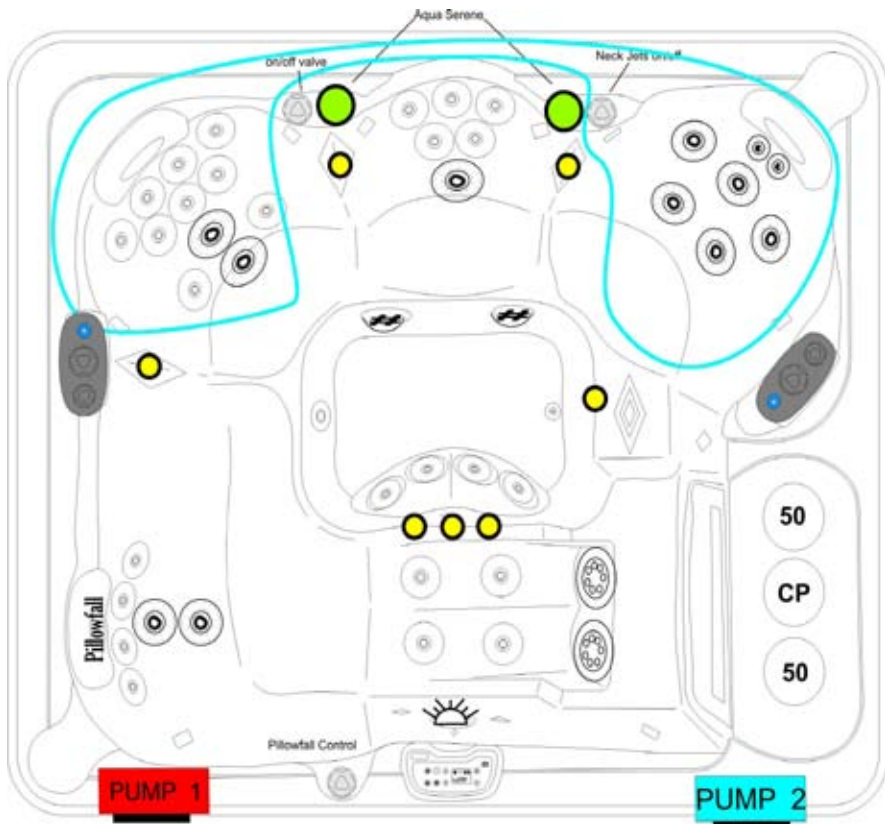 Aqua Serene
on/off valve
Neck Jets on/off
50
CP
50
Pillowfall
Pillowfall Control
PUMP 1
PUMP 2